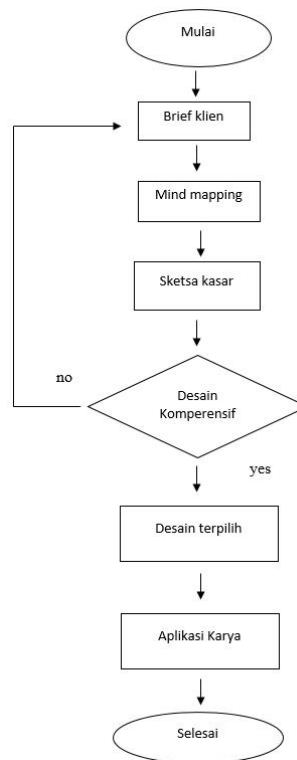 Mulai
Brief klien
Mind mapping
Sketsa kasar
no
Desain
Komperensif
yes
Desain terpilih
Aplikasi Karya
Selesai